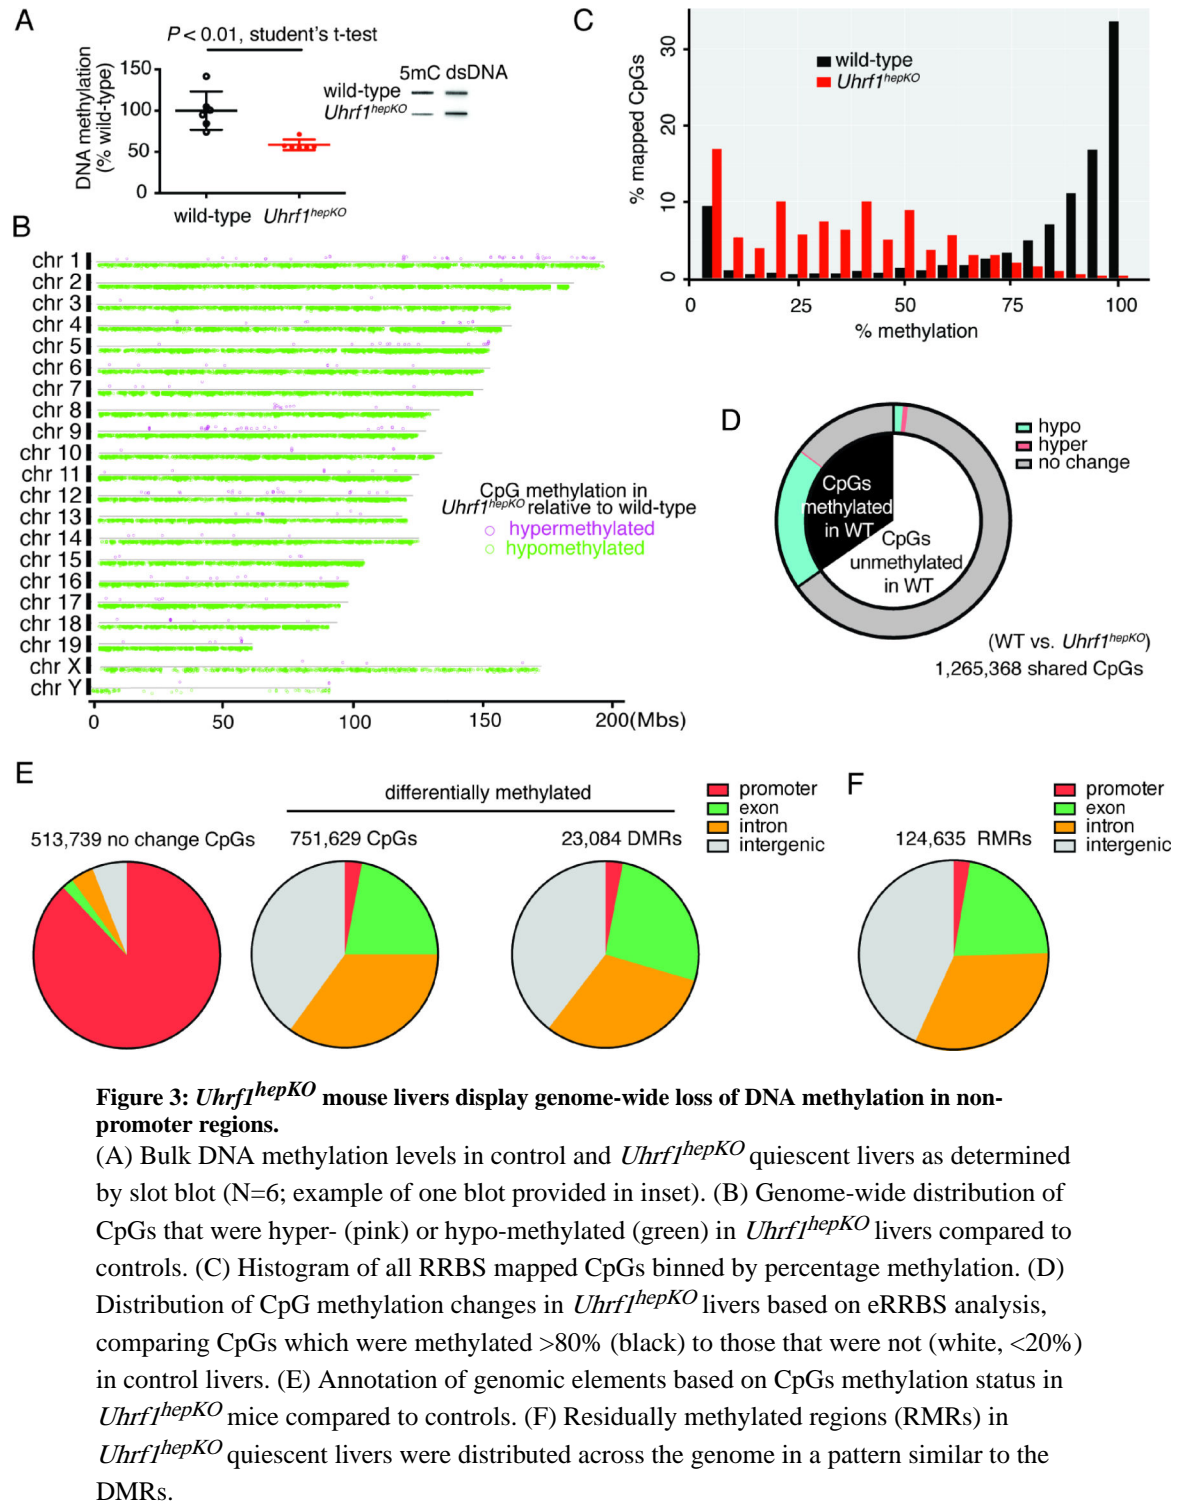 A
P < 0.01, student's t-test
DNA methylation
(% wild-type)
150
100
50
0
wild-type
Uhrf1hepKO
5mC dsDNA
wild-type
Uhrf1hepKO
B
chr 1
chr 2
chr 3
chr 4
chr 5
chr 6
chr 7
chr 8
chr 9
chr 10
chr 11
chr 12
chr 13
chr 14
chr 15
chr 16
chr 17
chr 18
chr 19
chr X
chr Y
0 50 100 150 200(Mbs)
CpG methylation in
Uhrf1hepKO relative to wild-type
hypermethylated
hypomethylated
C
% mapped CpGs
30
20
10
0
wild-type
Uhrf1hepKO
0 25 50 75 100
% methylation
D
CpGs
methylated
in WT
CpGs
unmethylated
in WT
hypo
hyper
no change
(WT vs. Uhrf1hepKO)
1,265,368 shared CpGs
E
differentially methylated
513,739 no change CpGs
751,629 CpGs
23,084 DMRs
promoter
exon
intron
intergenic
F
124,635 RMRs
promoter
exon
intron
intergenic
Figure 3: Uhrf1hepKO mouse livers display genome-wide loss of DNA methylation in non-
promoter regions.
(A) Bulk DNA methylation levels in control and Uhrf1hepKO quiescent livers as determined
by slot blot (N=6; example of one blot provided in inset). (B) Genome-wide distribution of
CpGs that were hyper- (pink) or hypo-methylated (green) in Uhrf1hepKO livers compared to
controls. (C) Histogram of all RRBS mapped CpGs binned by percentage methylation. (D)
Distribution of CpG methylation changes in Uhrf1hepKO livers based on eRRBS analysis,
comparing CpGs which were methylated >80% (black) to those that were not (white, <20%)
in control livers. (E) Annotation of genomic elements based on CpGs methylation status in
Uhrf1hepKO mice compared to controls. (F) Residually methylated regions (RMRs) in
Uhrf1hepKO quiescent livers were distributed across the genome in a pattern similar to the
DMRs.